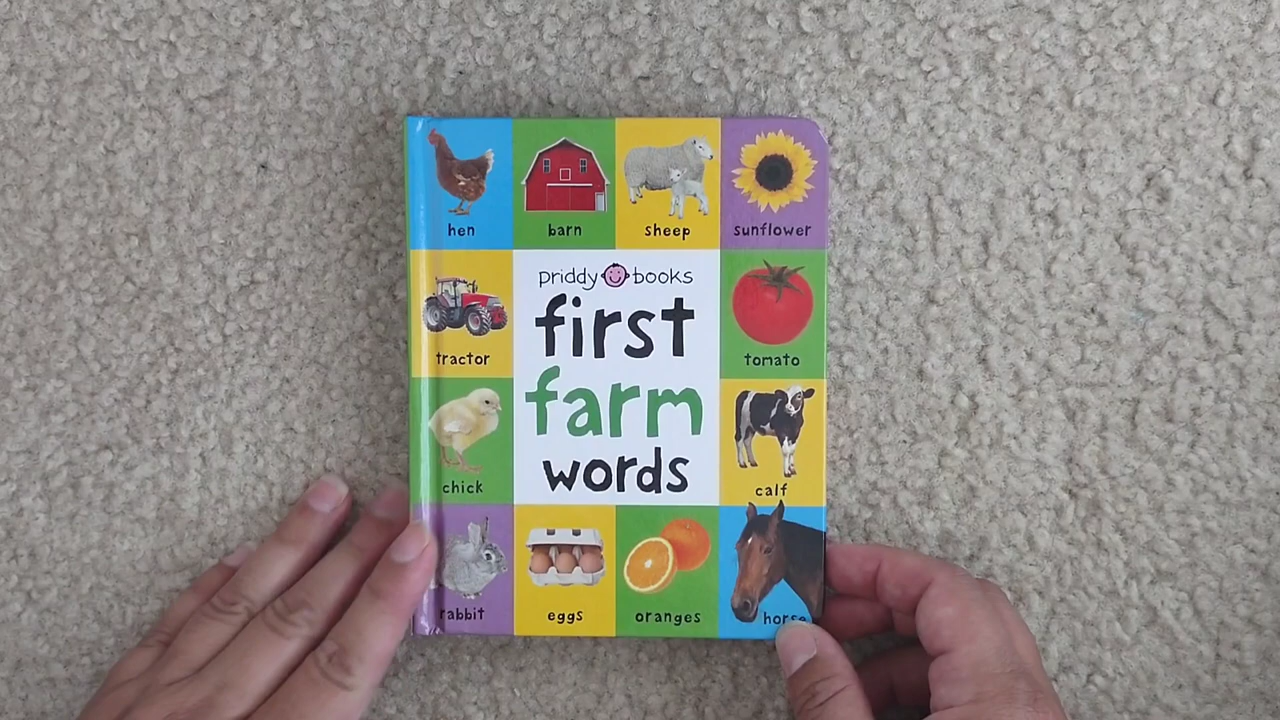 hen
barn
sheep
sunflower
priddy books
first
farm
words
tractor
tomato
chick
calf
rabbit
eggs
oranges
horse